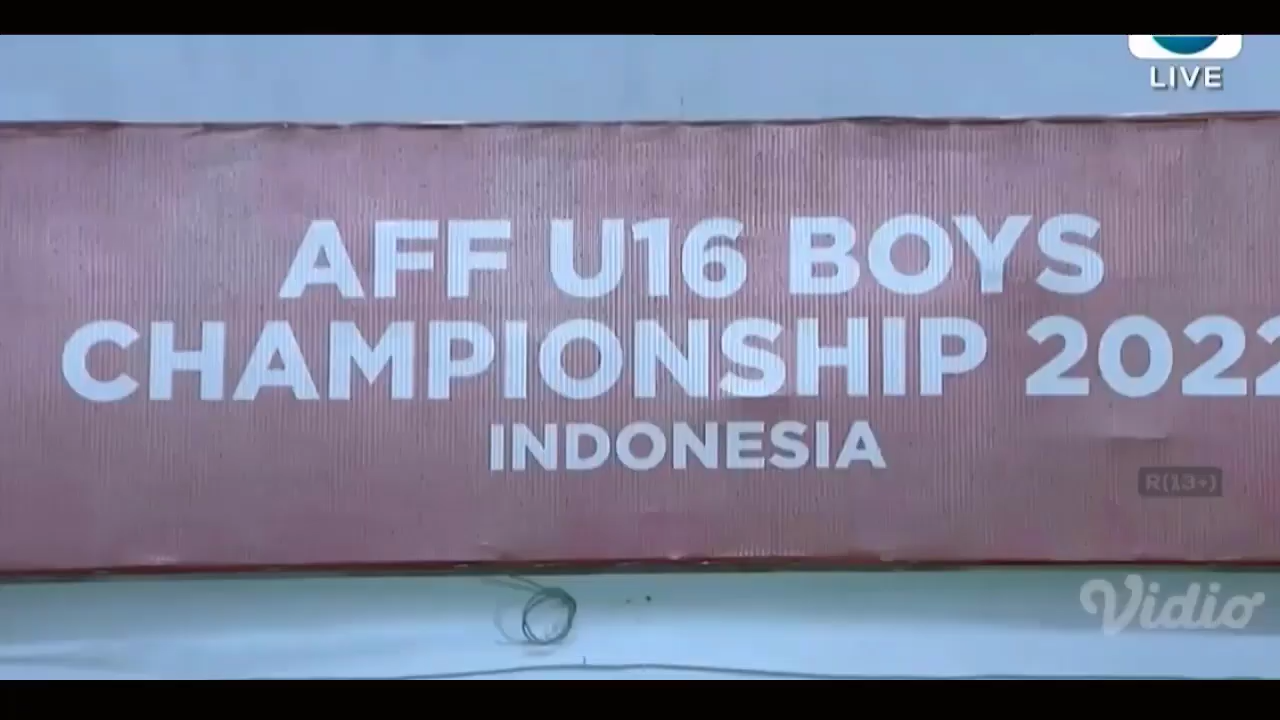 LIVE
AFF U16 BOYS
CHAMPIONSHIP 2022
INDONESIA
R(13+)
Vidio